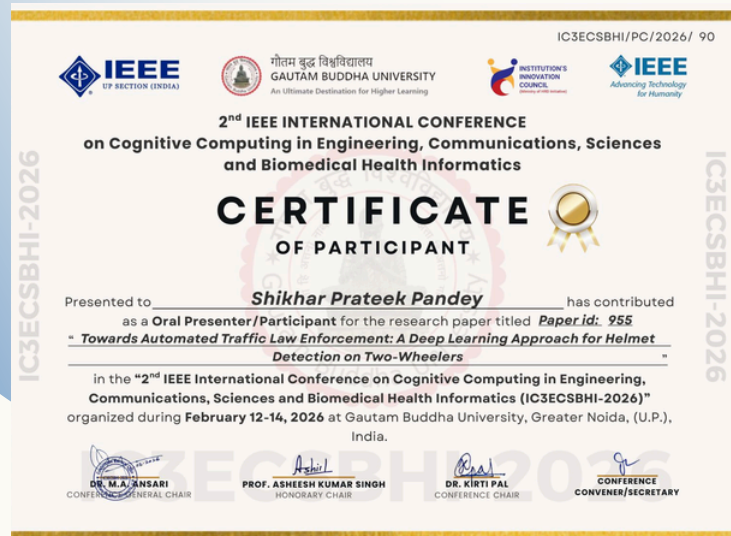 IC3ECSBHI/PC/2026/ 90
IEEE
UP SECTION (INDIA)
गौतम बुद्ध विश्वविद्यालय
GAUTAM BUDDHA UNIVERSITY
An Ultimate Destination for Higher Learning
INSTITUTION'S
INNOVATION
COUNCIL
IEEE
Advancing Technology
for Humanity
2nd IEEE INTERNATIONAL CONFERENCE
on Cognitive Computing in Engineering, Communications, Sciences
and Biomedical Health Informatics
CERTIFICATE
OF PARTICIPANT
Presented to Shikhar Prateek Pandey has contributed
as a Oral Presenter/Participant for the research paper titled Paper id: 955
“ Towards Automated Traffic Law Enforcement: A Deep Learning Approach for Helmet
Detection on Two-Wheelers ”
in the “2nd IEEE International Conference on Cognitive Computing in Engineering,
Communications, Sciences and Biomedical Health Informatics (IC3ECSBHI-2026)”
organized during February 12-14, 2026 at Gautam Buddha University, Greater Noida, (U.P.),
India.
DR. M.A. ANSARI
CONFERENCE GENERAL CHAIR
PROF. ASHEESH KUMAR SINGH
HONORARY CHAIR
DR. KIRTI PAL
CONFERENCE CHAIR
CONFERENCE
CONVENER/SECRETARY
IC3ECSBHI-2026
IC3ECSBHI-2026
IC3ECSBHI-2026